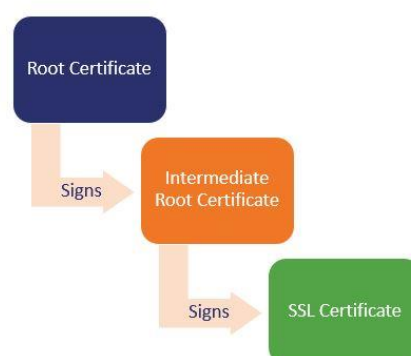 Root Certificate
Signs
Intermediate
Root Certificate
Signs
SSL Certificate